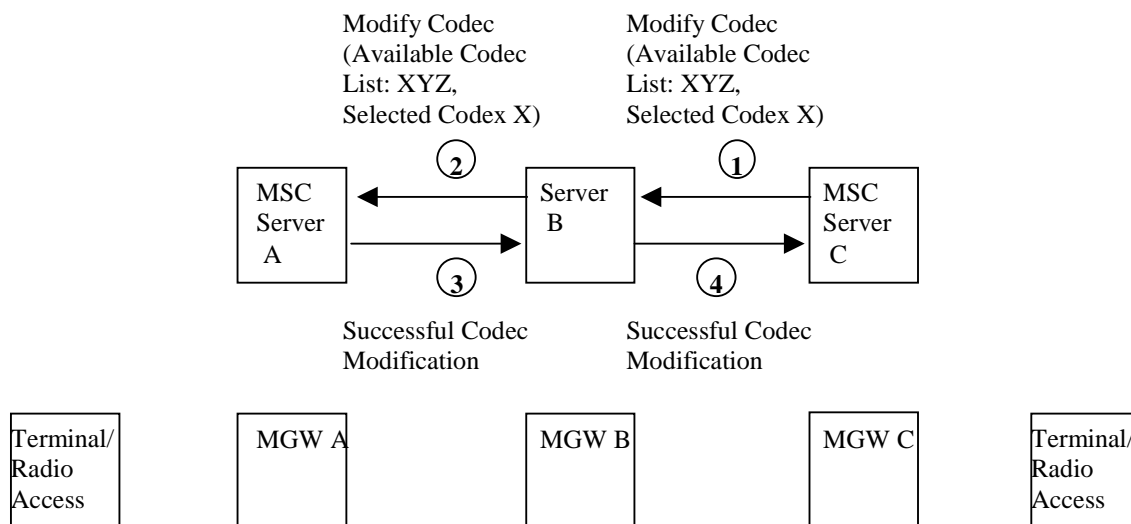 Modify Codec
(Available Codec
List: XYZ,
Selected Codex X)
Modify Codec
(Available Codec
List: XYZ,
Selected Codex X)
2
1
MSC
Server
A
Server
B
MSC
Server
C
3
4
Successful Codec
Modification
Successful Codec
Modification
Terminal/
Radio
Access
MGW A
MGW B
MGW C
Terminal/
Radio
Access